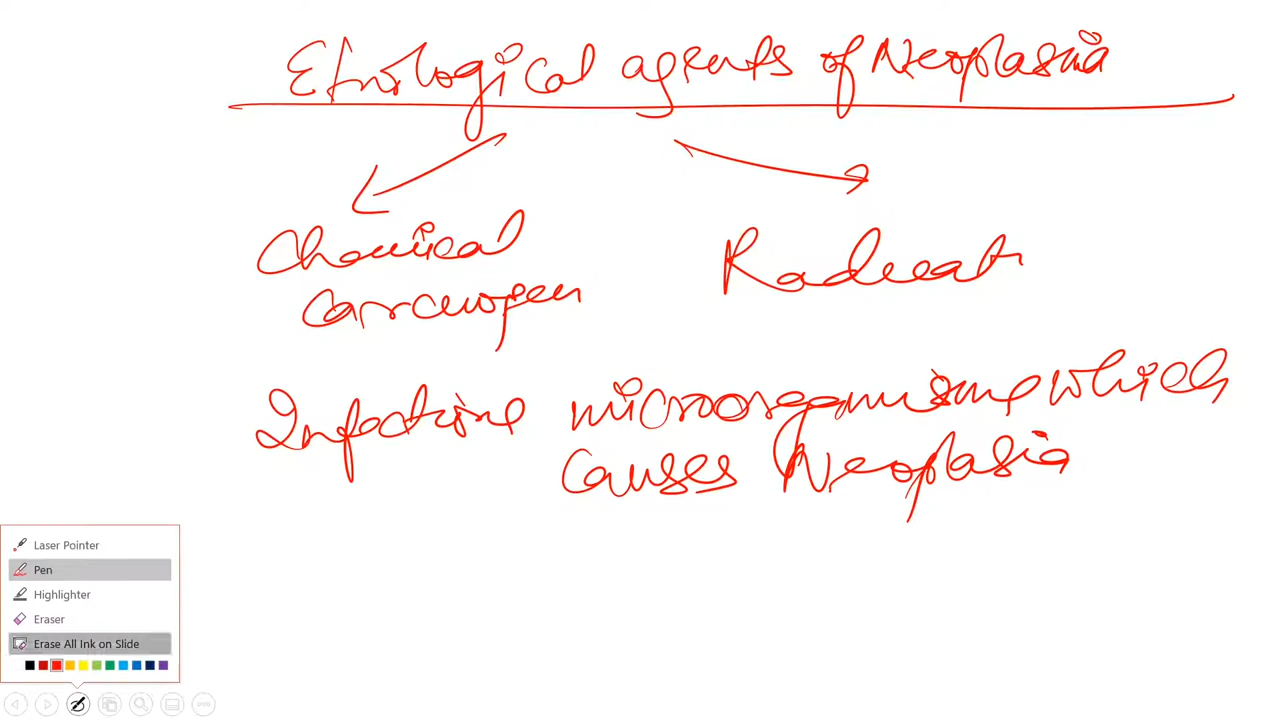 Etiological agents of Neoplasia
Chemical
carcinogen
Radiat
Infective microorganisms which
causes Neoplasia
Laser Pointer
Pen
Highlighter
Eraser
Erase All Ink on Slide